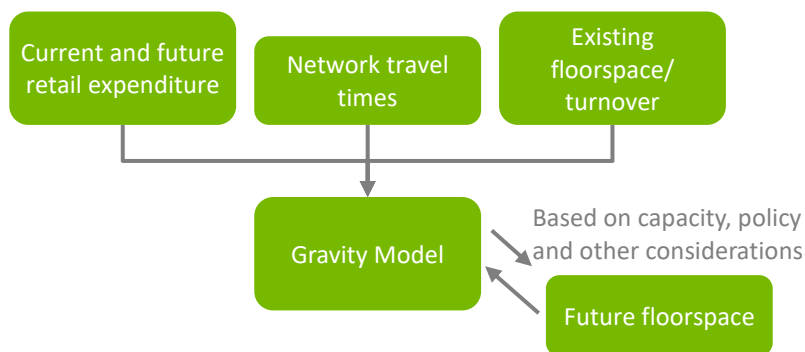 Current and future
retail expenditure
Network travel
times
Existing
floorspace/
turnover
Gravity Model
Based on capacity, policy
and other considerations
Future floorspace